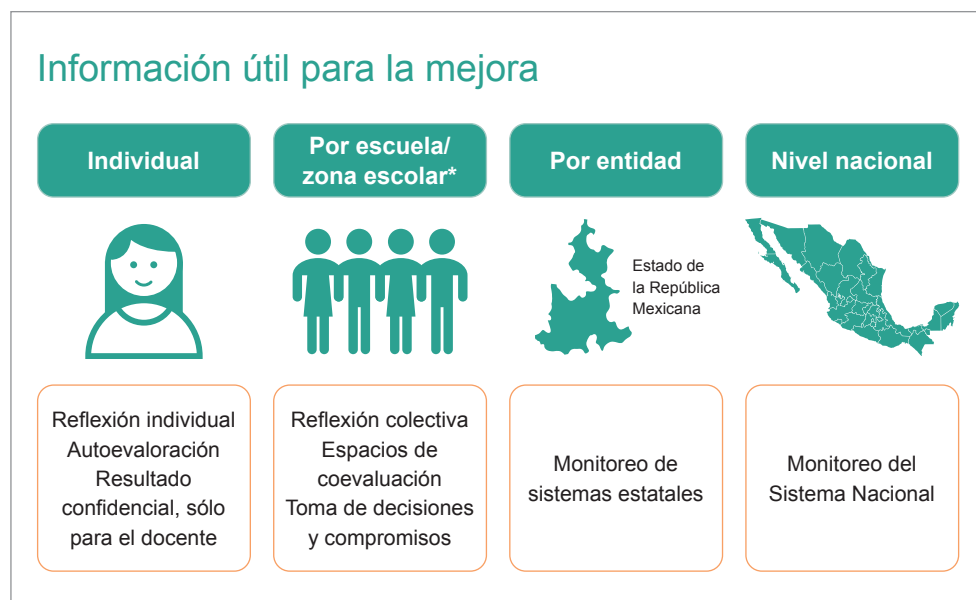 Información útil para la mejora
Individual
Por escuela/
zona escolar*
Por entidad
Nivel nacional
Estado de
la República
Mexicana
Reflexión individual
Autoevaloración
Resultado
confidencial, sólo
para el docente
Reflexión colectiva
Espacios de
coevaluación
Toma de decisiones
y compromisos
Monitoreo de
sistemas estatales
Monitoreo del
Sistema Nacional